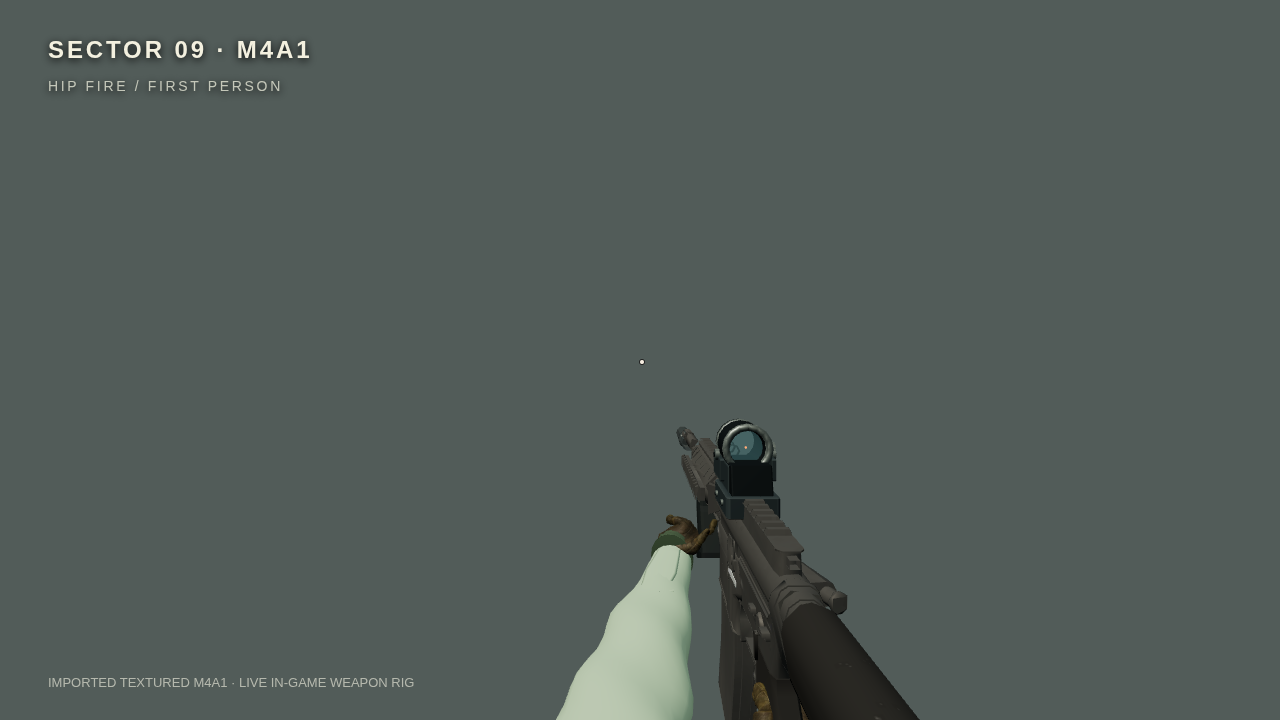 SECTOR 09 · M4A1
HIP FIRE / FIRST PERSON
IMPORTED TEXTURED M4A1 · LIVE IN-GAME WEAPON RIG